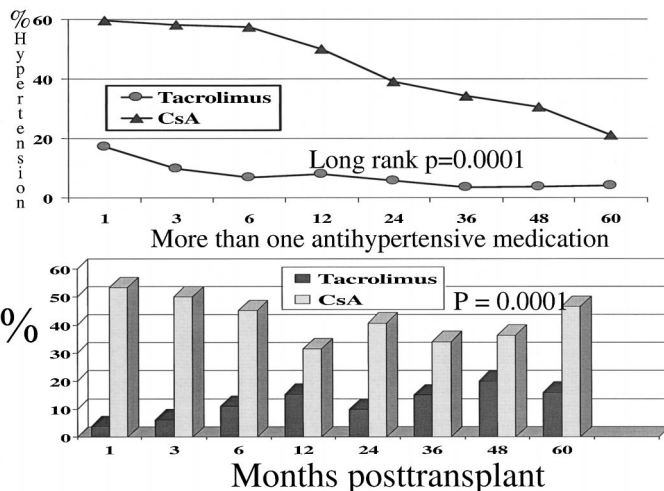 % Hypertension
60
40
20
0
Tacrolimus
CsA
Long rank p=0.0001
1 3 6 12 24 36 48 60
More than one antihypertensive medication
%
60
50
40
30
20
10
0
Tacrolimus
CsA
P = 0.0001
1 3 6 12 24 36 48 60
Months posttransplant